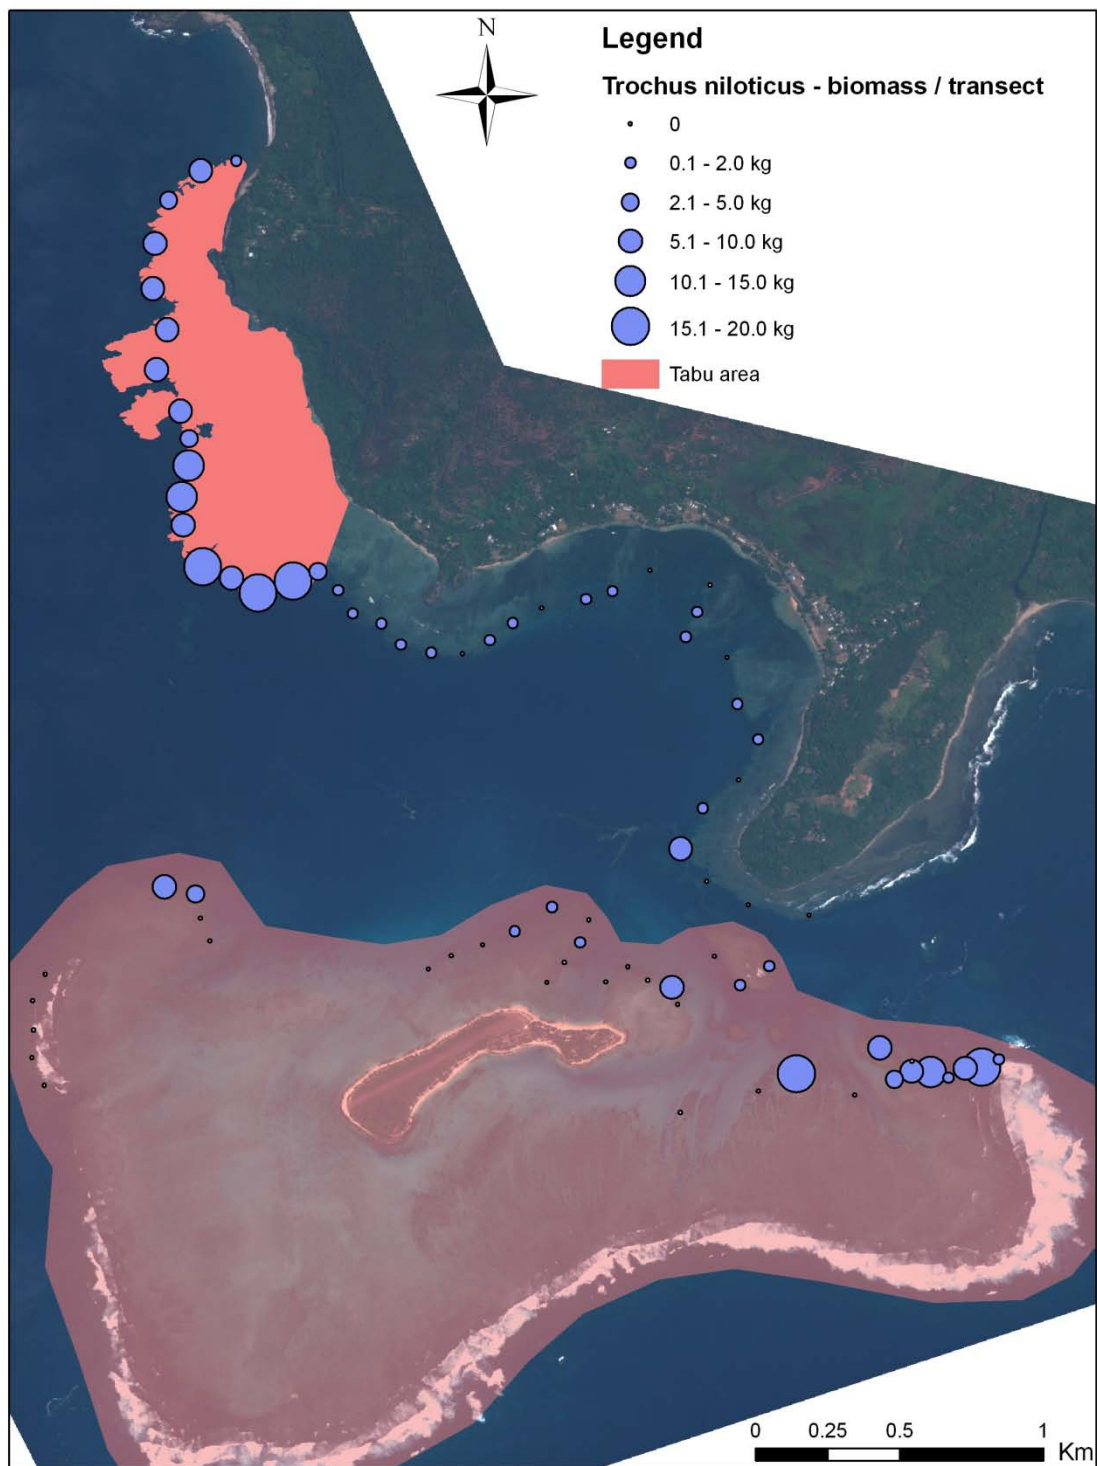 N
Legend
Trochus niloticus - biomass / transect
0
0.1 - 2.0 kg
2.1 - 5.0 kg
5.1 - 10.0 kg
10.1 - 15.0 kg
15.1 - 20.0 kg
Tabu area
0 0.25 0.5 1
Km